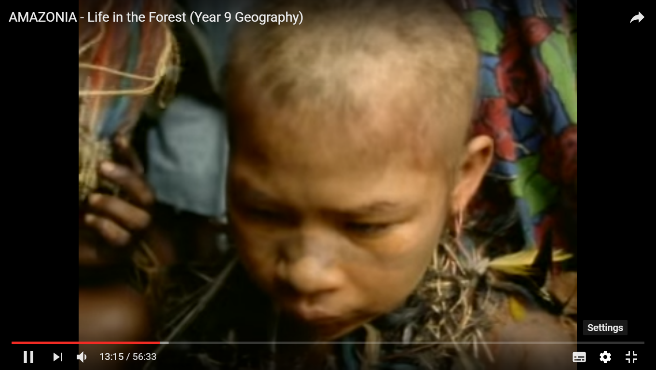 AMAZONIA - Life in the Forest (Year 9 Geography)
Settings
13:15 / 56:33